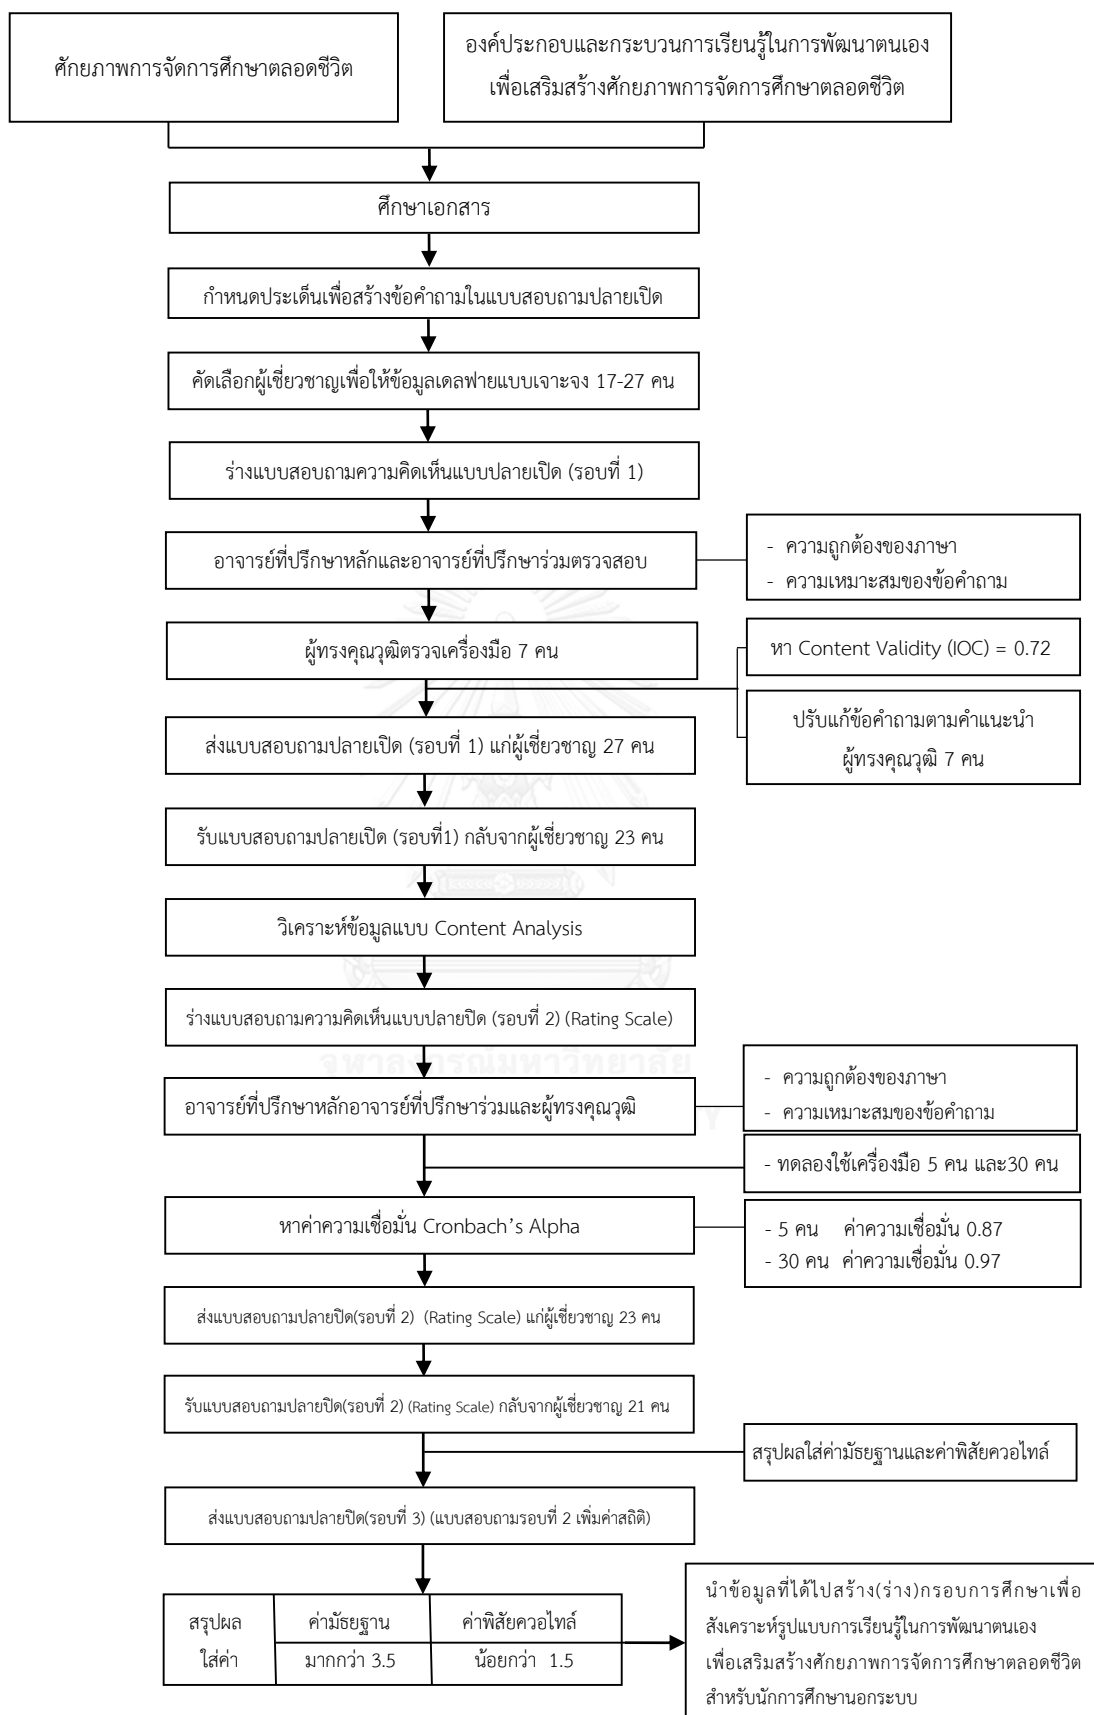 ศักยภาพการจัดการศึกษาตลอดชีวิต
องค์ประกอบและกระบวนการเรียนรู้ในการพัฒนาตนเอง
เพื่อเสริมสร้างศักยภาพการจัดการศึกษาตลอดชีวิต
ศึกษาเอกสาร
กำหนดประเด็นเพื่อสร้างข้อคำถามในแบบสอบถามปลายเปิด
คัดเลือกผู้เชี่ยวชาญเพื่อให้ข้อมูลเดลฟายแบบเจาะจง 17-27 คน
ร่างแบบสอบถามความคิดเห็นแบบปลายเปิด (รอบที่ 1)
อาจารย์ที่ปรึกษาหลักและอาจารย์ที่ปรึกษาร่วมตรวจสอบ
- ความถูกต้องของภาษา
- ความเหมาะสมของข้อคำถาม
ผู้ทรงคุณวุฒิตรวจเครื่องมือ 7 คน
หา Content Validity (IOC) = 0.72
ปรับแก้ข้อคำถามตามคำแนะนำ
ผู้ทรงคุณวุฒิ 7 คน
ส่งแบบสอบถามปลายเปิด (รอบที่ 1) แก่ผู้เชี่ยวชาญ 27 คน
รับแบบสอบถามปลายเปิด (รอบที่1) กลับจากผู้เชี่ยวชาญ 23 คน
วิเคราะห์ข้อมูลแบบ Content Analysis
ร่างแบบสอบถามความคิดเห็นแบบปลายปิด (รอบที่ 2) (Rating Scale)
จุฬาลงกรณ์มหาวิทยาลัย
อาจารย์ที่ปรึกษาหลักอาจารย์ที่ปรึกษาร่วมและผู้ทรงคุณวุฒิ
- ความถูกต้องของภาษา
- ความเหมาะสมของข้อคำถาม
- ทดลองใช้เครื่องมือ 5 คน และ30 คน
หาค่าความเชื่อมั่น Cronbach’s Alpha
- 5 คน ค่าความเชื่อมั่น 0.87
- 30 คน ค่าความเชื่อมั่น 0.97
ส่งแบบสอบถามปลายปิด(รอบที่ 2) (Rating Scale) แก่ผู้เชี่ยวชาญ 23 คน
รับแบบสอบถามปลายปิด(รอบที่ 2) (Rating Scale) กลับจากผู้เชี่ยวชาญ 21 คน
สรุปผลใส่ค่ามัธยฐานและค่าพิสัยควอไทล์
ส่งแบบสอบถามปลายปิด(รอบที่ 3) (แบบสอบถามรอบที่ 2 เพิ่มค่าสถิติ)
สรุปผล ค่ามัธยฐาน ค่าพิสัยควอไทล์
ใส่ค่า มากกว่า 3.5 น้อยกว่า 1.5
นำข้อมูลที่ได้ไปสร้าง(ร่าง)กรอบการศึกษาเพื่อ
สังเคราะห์รูปแบบการเรียนรู้ในการพัฒนาตนเอง
เพื่อเสริมสร้างศักยภาพการจัดการศึกษาตลอดชีวิต
สำหรับนักการศึกษานอกระบบ